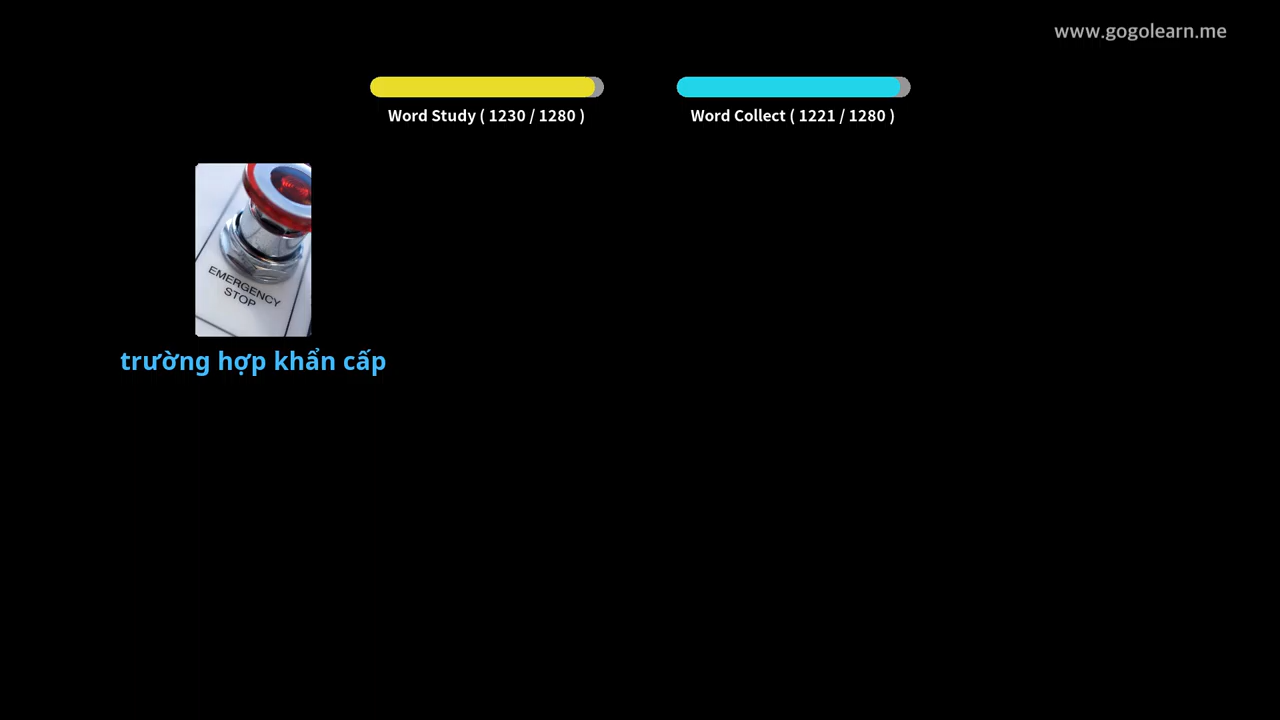 www.gogolearn.me
Word Study ( 1230 / 1280 )
Word Collect ( 1221 / 1280 )
EMERGENCY
STOP
trường hợp khẩn cấp